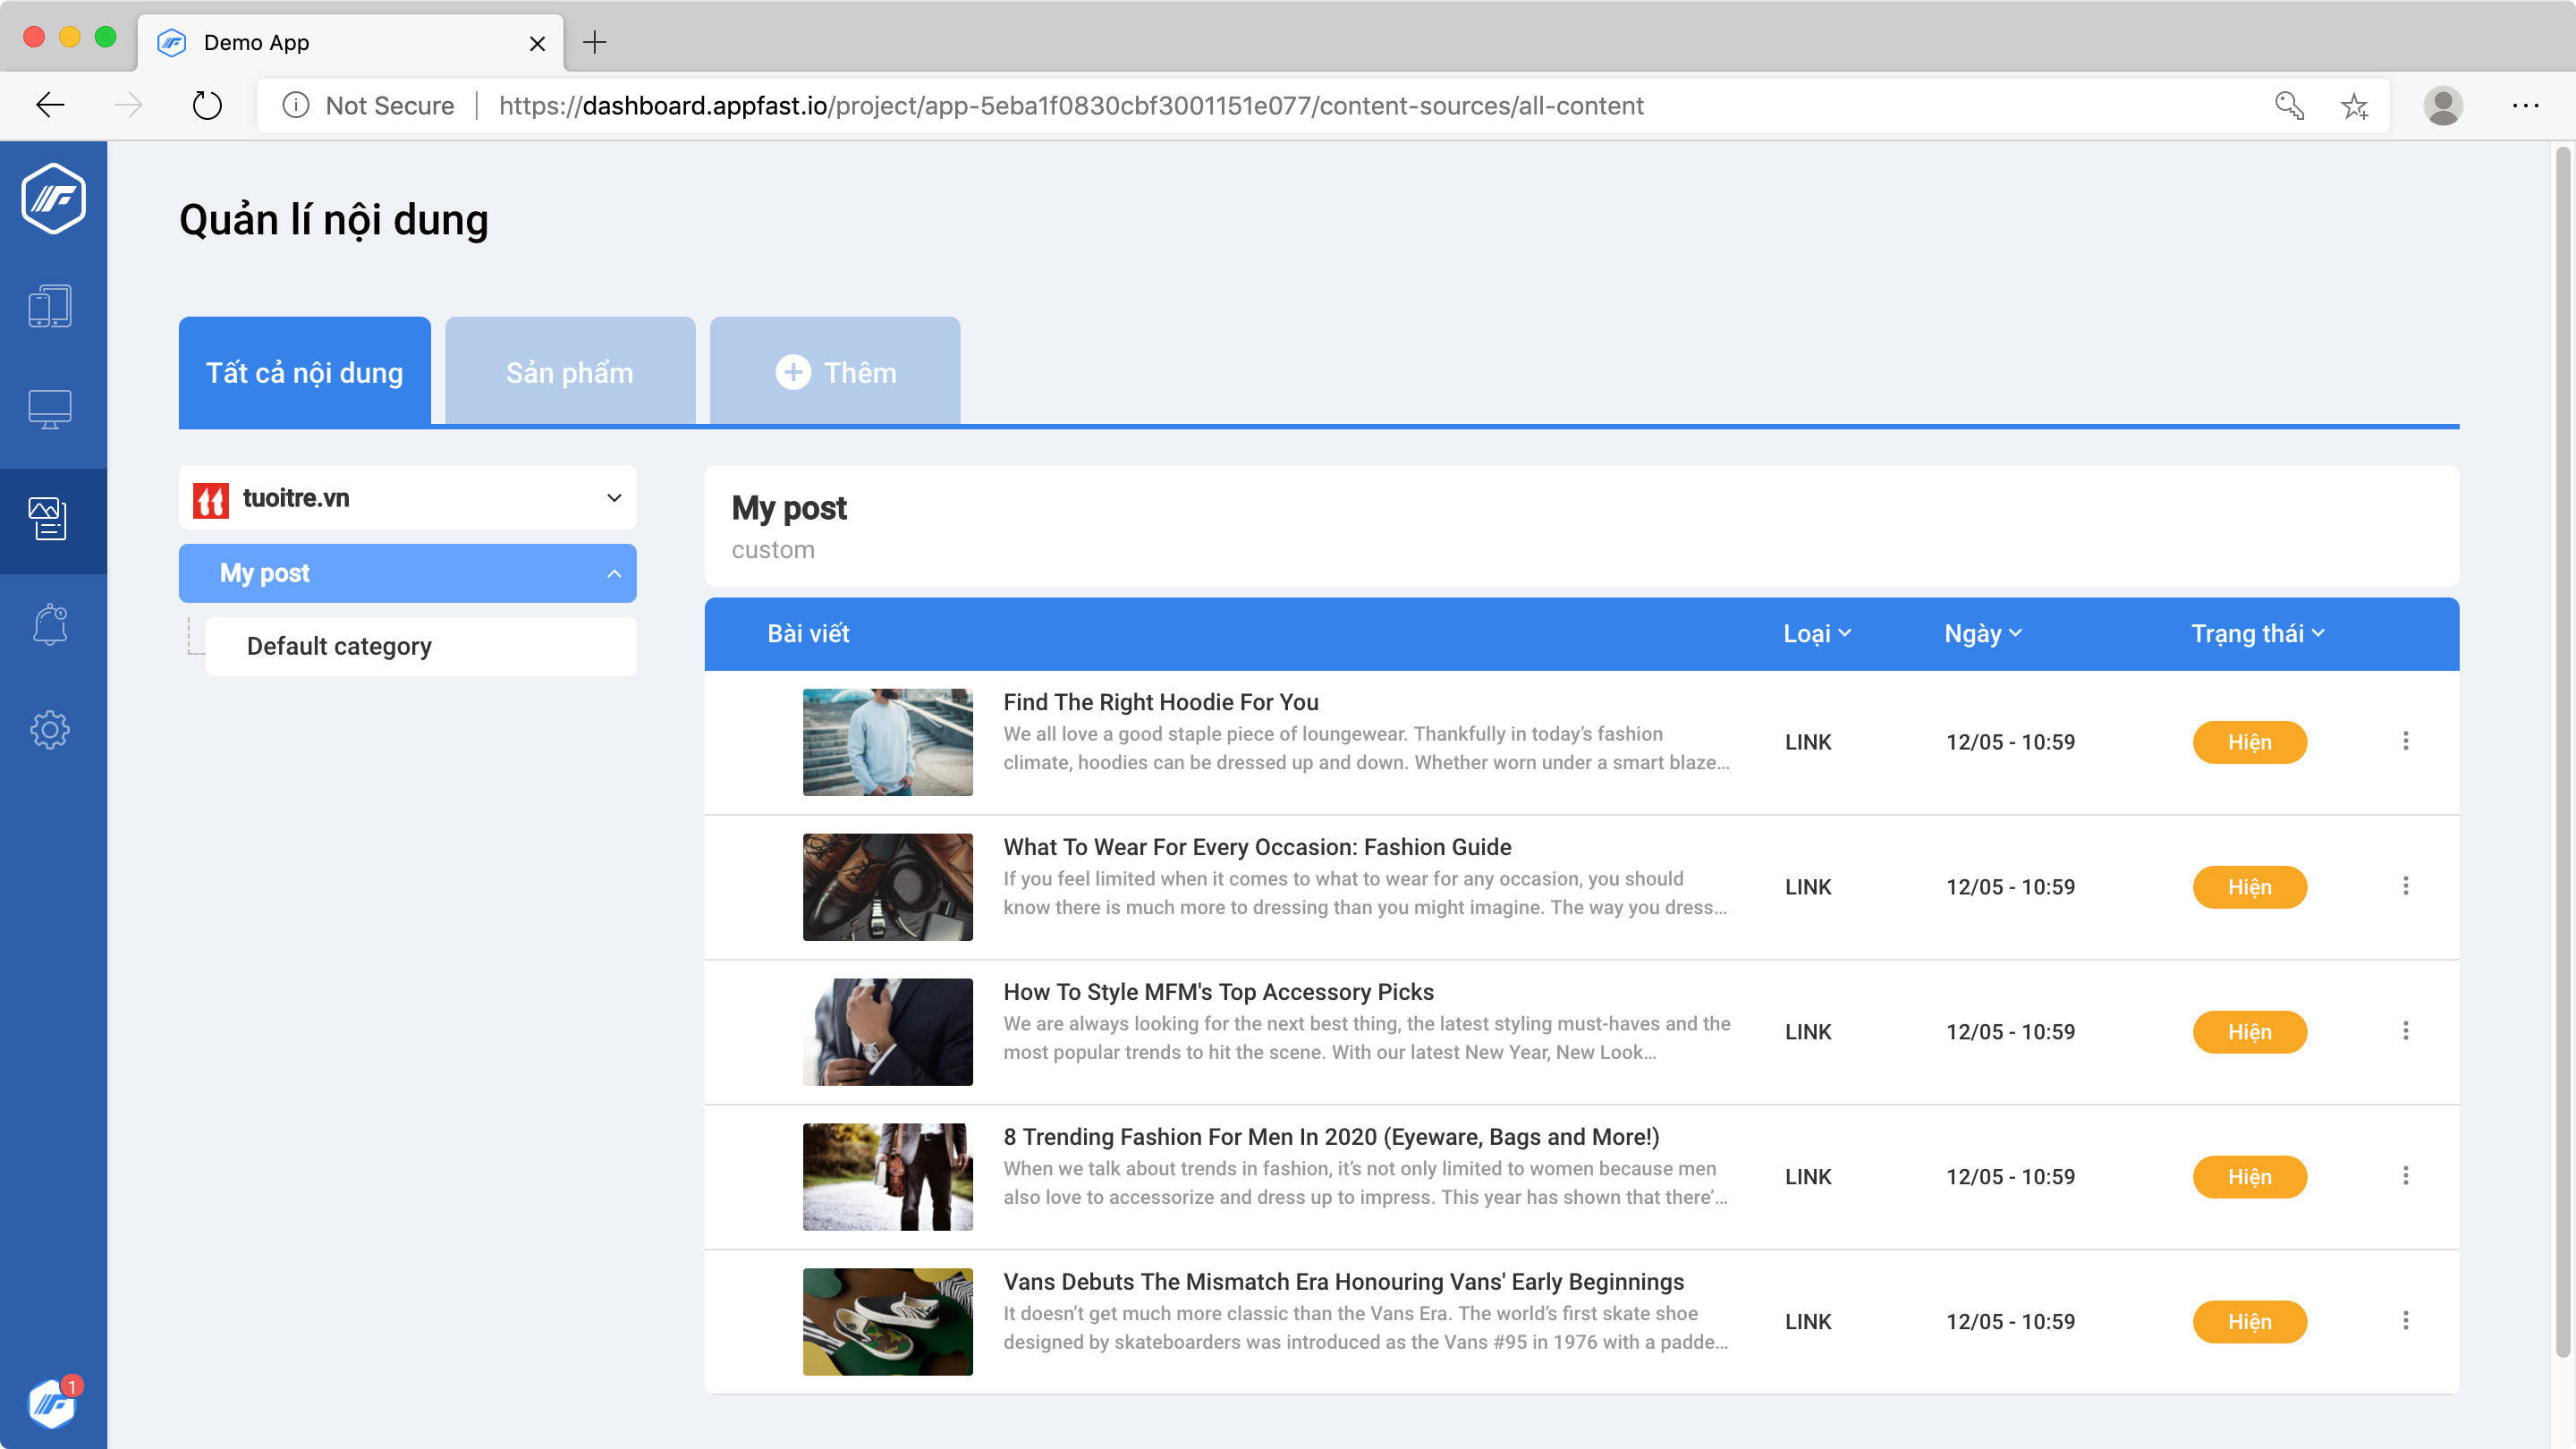 Demo App
Not Secure
https://dashboard.appfast.io/project/app-5eba1f0830cbf3001151e077/content-sources/all-content
Quản lí nội dung
Tất cả nội dung
Sản phẩm
Thêm
tuoitre.vn
My post
Default category
My post
custom
Bài viết
Loại
Ngày
Trạng thái
Find The Right Hoodie For You
We all love a good staple piece of loungewear. Thankfully in today’s fashion
climate, hoodies can be dressed up and down. Whether worn under a smart blaze…
LINK
12/05 - 10:59
Hiện
What To Wear For Every Occasion: Fashion Guide
If you feel limited when it comes to what to wear for any occasion, you should
know there is much more to dressing than you might imagine. The way you dress…
LINK
12/05 - 10:59
Hiện
How To Style MFM's Top Accessory Picks
We are always looking for the next best thing, the latest styling must-haves and the
most popular trends to hit the scene. With our latest New Year, New Look…
LINK
12/05 - 10:59
Hiện
8 Trending Fashion For Men In 2020 (Eyeware, Bags and More!)
When we talk about trends in fashion, it’s not only limited to women because men
also love to accessorize and dress up to impress. This year has shown that there’…
LINK
12/05 - 10:59
Hiện
Vans Debuts The Mismatch Era Honouring Vans' Early Beginnings
It doesn’t get much more classic than the Vans Era. The world’s first skate shoe
designed by skateboarders was introduced as the Vans #95 in 1976 with a padde…
LINK
12/05 - 10:59
Hiện
1